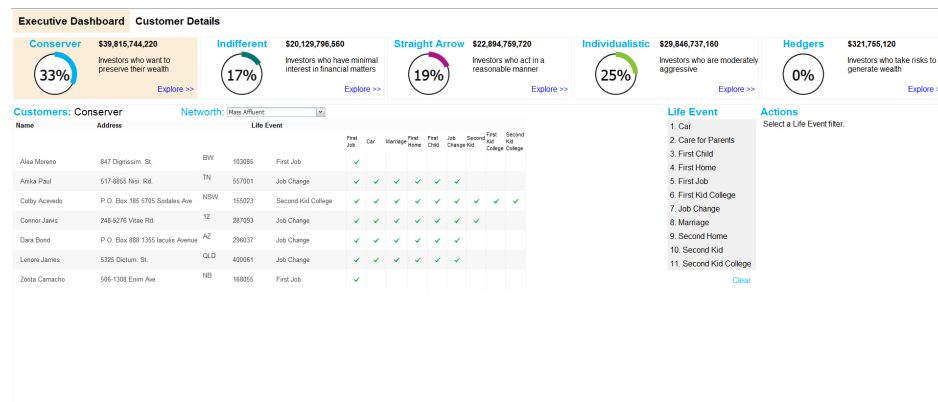 Executive Dashboard Customer Details
Conserver $39,815,744,220
33%
Investors who want to
preserve their wealth
Explore >>
Indifferent $20,129,796,560
17%
Investors who have minimal
interest in financial matters
Explore >>
Straight Arrow $22,894,759,720
19%
Investors who act in a
reasonable manner
Explore >>
Individualistic $29,846,737,160
25%
Investors who are moderately
aggressive
Explore >>
Hedgers $321,755,120
0%
Investors who take risks to
generate wealth
Explore >
Customers: Conserver Networth: Mass Affluent
Name Address Life Event
First Job Car Marriage First Home First Child Job Change Second Kid First Kid College Second Kid College
Alea Moreno 847 Dignissim. St. BW 103085 First Job ✓
Anika Paul 517-8855 Nisi. Rd. TN 557001 Job Change ✓ ✓ ✓ ✓ ✓ ✓
Colby Acevedo P.O. Box 185 5705 Sodales Ave NSW 155023 Second Kid College ✓ ✓ ✓ ✓ ✓ ✓ ✓ ✓ ✓
Connor Jarvis 248-5276 Vitae Rd. 12 287093 Job Change ✓ ✓ ✓ ✓ ✓ ✓ ✓
Dara Bond P.O. Box 888 1355 Iaculis Avenue AZ 296037 Job Change ✓ ✓ ✓ ✓ ✓ ✓
Lenore James 5325 Dictum. St. QLD 400061 Job Change ✓ ✓ ✓ ✓ ✓ ✓
Zorita Camacho 506-1308 Enim Ave NB 168055 First Job ✓
Life Event
1. Car
2. Care for Parents
3. First Child
4. First Home
5. First Job
6. First Kid College
7. Job Change
8. Marriage
9. Second Home
10. Second Kid
11. Second Kid College
Clear
Actions
Select a Life Event filter.